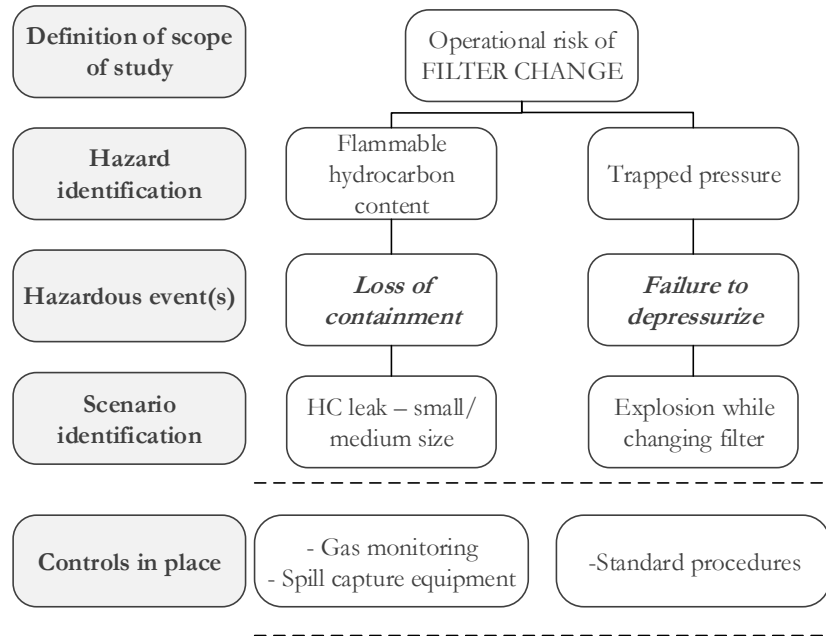 Definition of scope
of study
Operational risk of
FILTER CHANGE
Hazard
identification
Flammable
hydrocarbon
content
Trapped pressure
Hazardous event(s)
Loss of
containment
Failure to
depressurize
Scenario
identification
HC leak – small/
medium size
Explosion while
changing filter
Controls in place
- Gas monitoring
- Spill capture equipment
-Standard procedures